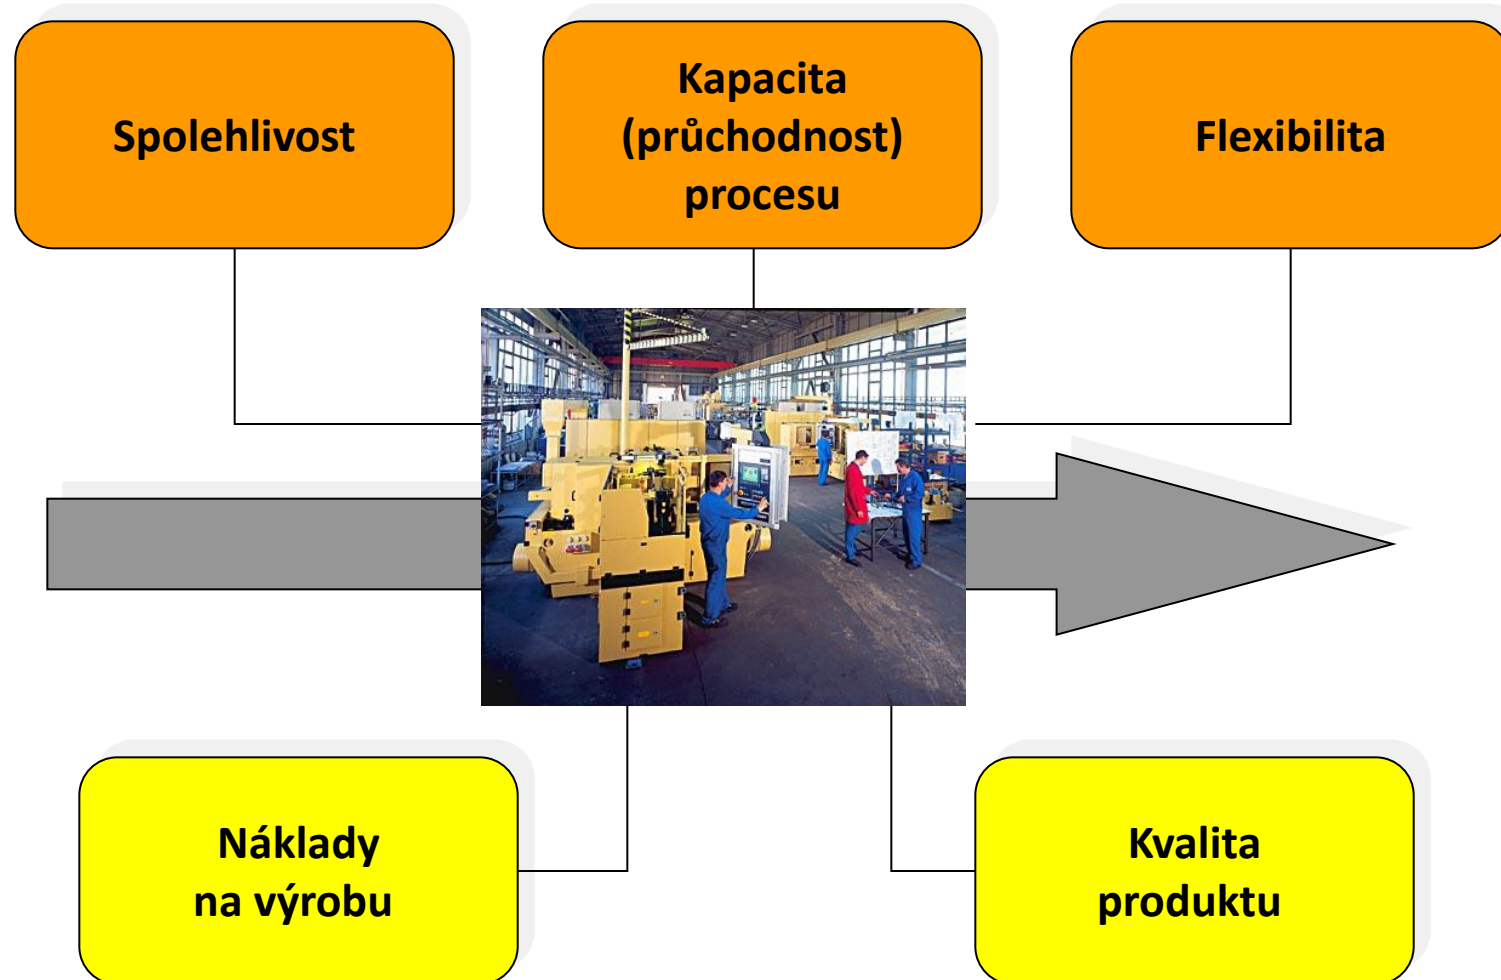 Spolehlivost
Kapacita
(průchodnost)
procesu
Flexibilita
Náklady
na výrobu
Kvalita
produktu